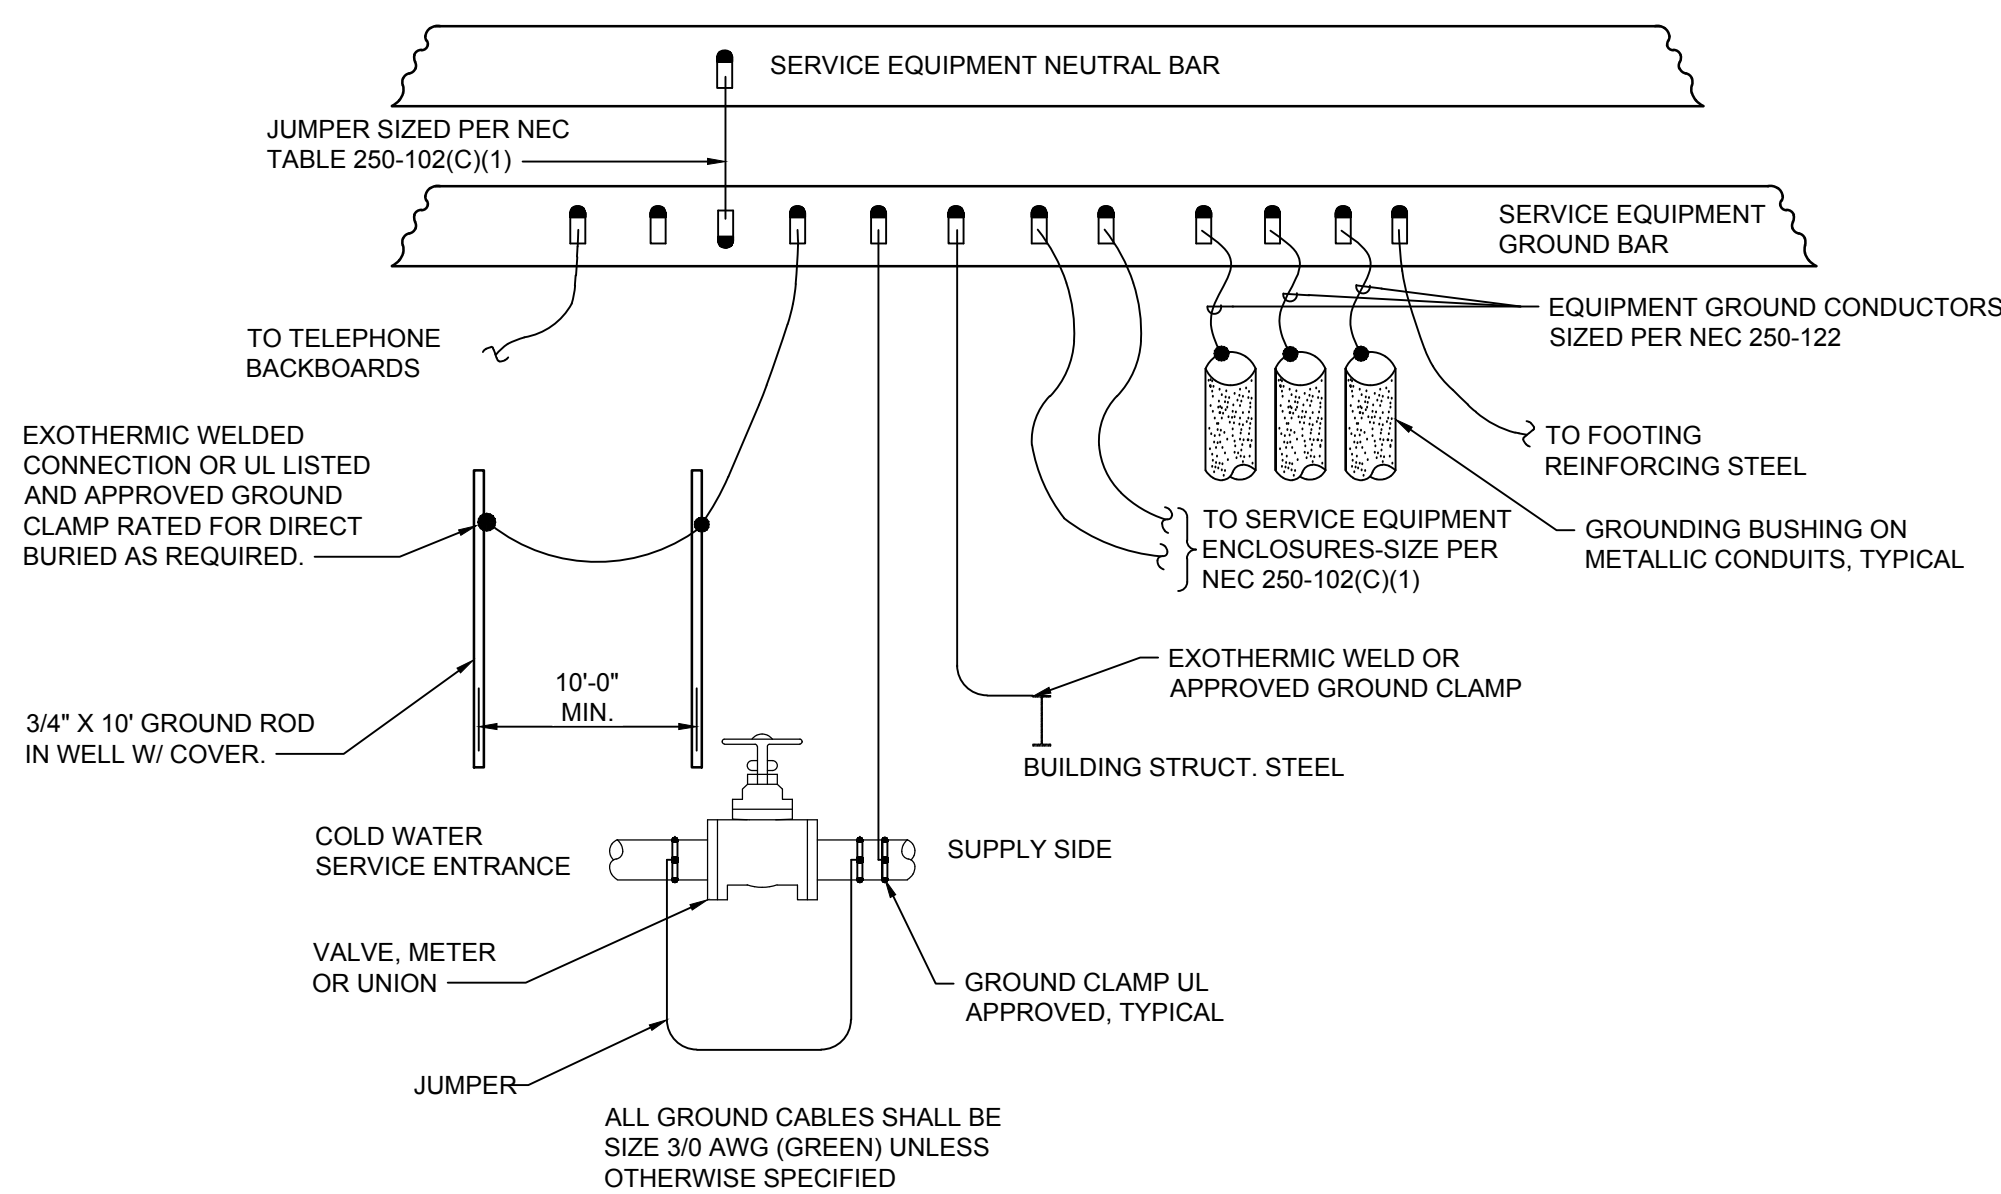 SERVICE EQUIPMENT NEUTRAL BAR
JUMPER SIZED PER NEC
TABLE 250-102(C)(1)
SERVICE EQUIPMENT
GROUND BAR
TO TELEPHONE
BACKBOARDS
EQUIPMENT GROUND CONDUCTORS
SIZED PER NEC 250-122
EXOTHERMIC WELDED
CONNECTION OR UL LISTED
AND APPROVED GROUND
CLAMP RATED FOR DIRECT
BURIED AS REQUIRED.
TO FOOTING
REINFORCING STEEL
TO SERVICE EQUIPMENT
ENCLOSURES-SIZE PER
NEC 250-102(C)(1)
GROUNDING BUSHING ON
METALLIC CONDUITS, TYPICAL
EXOTHERMIC WELD OR
APPROVED GROUND CLAMP
10'-0"
MIN.
3/4" X 10' GROUND ROD
IN WELL W/ COVER.
BUILDING STRUCT. STEEL
COLD WATER
SERVICE ENTRANCE
SUPPLY SIDE
VALVE, METER
OR UNION
GROUND CLAMP UL
APPROVED, TYPICAL
JUMPER
ALL GROUND CABLES SHALL BE
SIZE 3/0 AWG (GREEN) UNLESS
OTHERWISE SPECIFIED